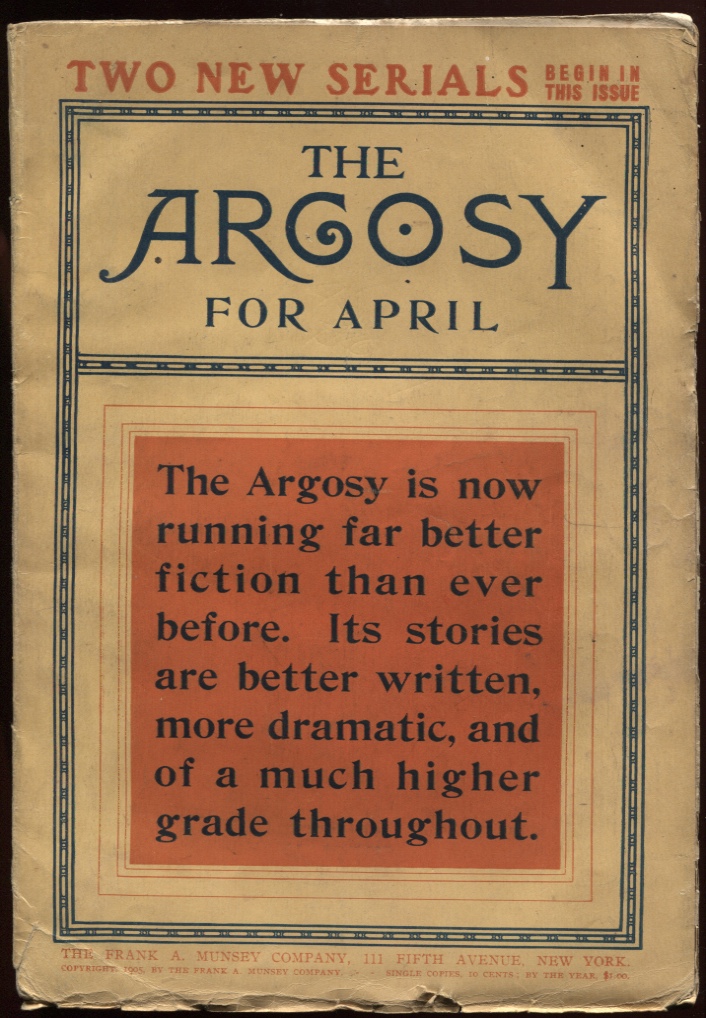 TWO NEW SERIALS BEGIN IN
THIS ISSUE
THE
ARGOSY
FOR APRIL
The Argosy is now
running far better
fiction than ever
before. Its stories
are better written,
more dramatic, and
of a much higher
grade throughout.
THE FRANK A. MUNSEY COMPANY, 111 FIFTH AVENUE, NEW YORK.
COPYRIGHT, 1905, BY THE FRANK A. MUNSEY COMPANY. SINGLE COPIES, 10 CENTS; BY THE YEAR, $1.00.